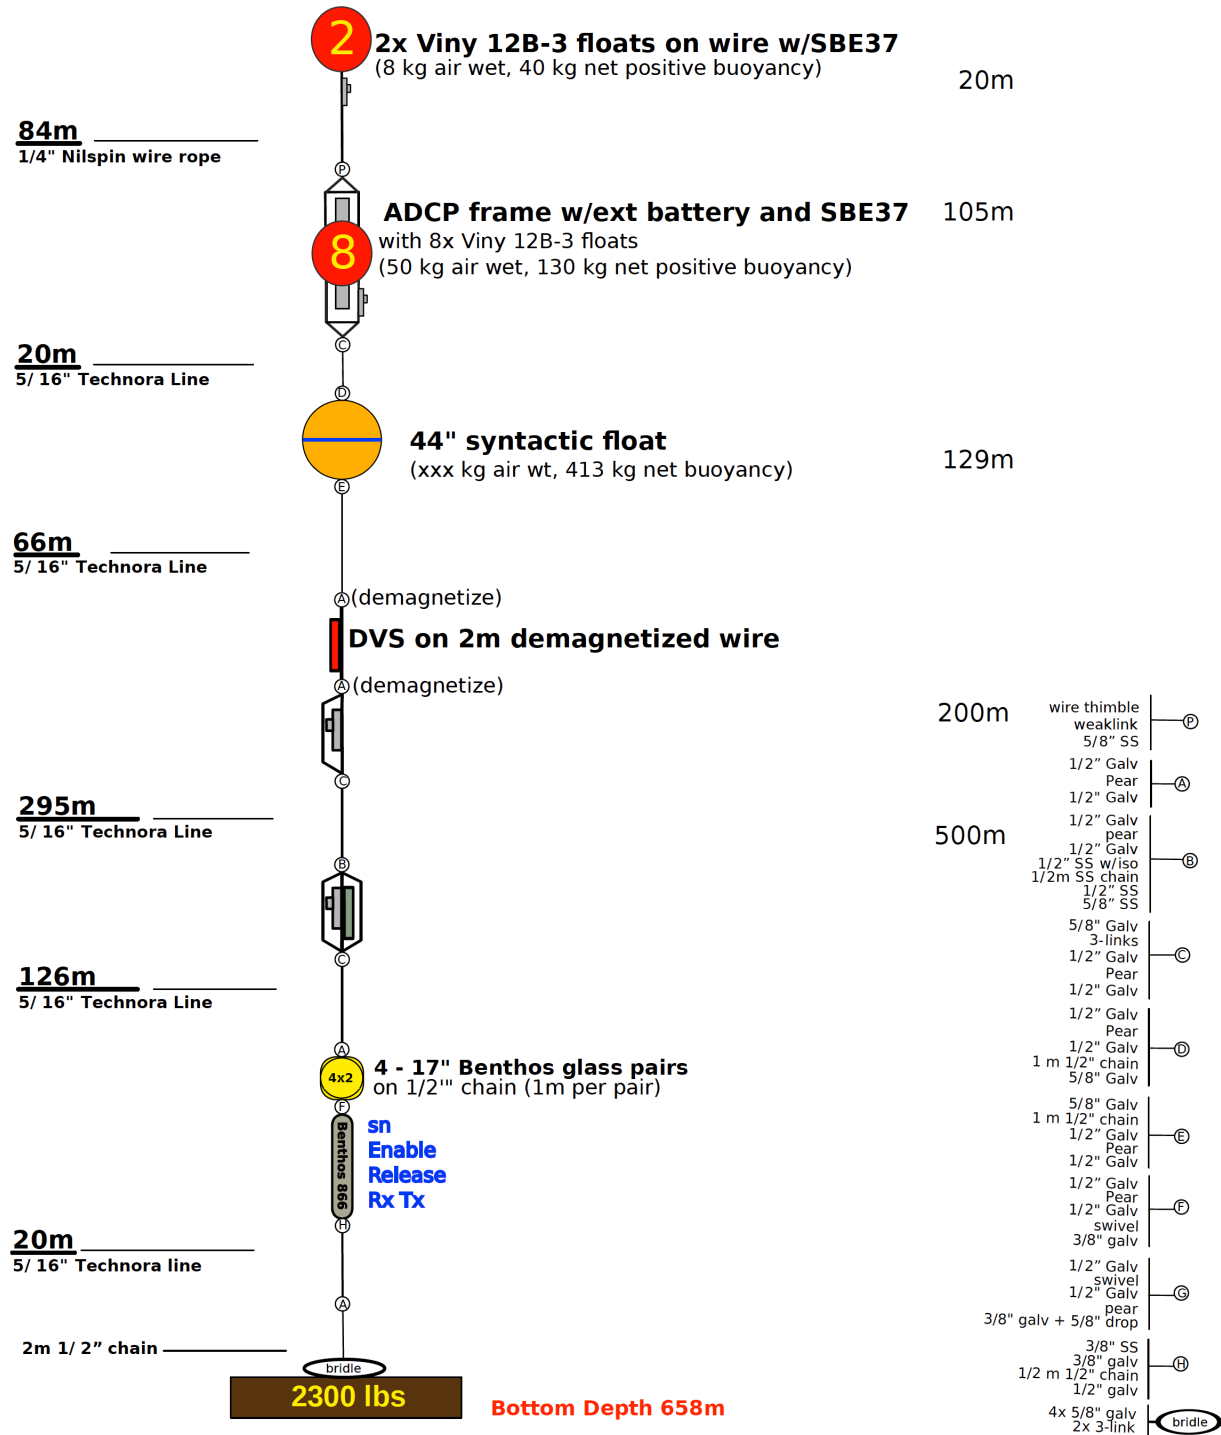 2
2x Viny 12B-3 floats on wire w/SBE37
(8 kg air wet, 40 kg net positive buoyancy)
20m
84m
1/4" Nilspin wire rope
P
ADCP frame w/ext battery and SBE37
105m
with 8x Viny 12B-3 floats
8
(50 kg air wet, 130 kg net positive buoyancy)
C
20m
5/ 16" Technora Line
D
44" syntactic float
129m
(xxx kg air wt, 413 kg net buoyancy)
E
66m
5/ 16" Technora Line
A
(demagnetize)
DVS on 2m demagnetized wire
A
(demagnetize)
200m
C
295m
5/ 16" Technora Line
500m
B
C
126m
5/ 16" Technora Line
A
4x2
4 - 17" Benthos glass pairs
on 1/2'" chain (1m per pair)
F
Benthos 866
sn
Enable
Release
Rx Tx
H
20m
5/ 16" Technora line
A
2m 1/ 2” chain
bridle
2300 lbs
Bottom Depth 658m
wire thimble
weaklink
5/8” SS
P
1/2” Galv
Pear
1/2" Galv
A
1/2” Galv
pear
1/2” Galv
1/2” SS w/iso
1/2m SS chain
1/2” SS
5/8” SS
B
5/8" Galv
3-links
1/2” Galv
Pear
1/2" Galv
C
1/2” Galv
Pear
1/2" Galv
1 m 1/2" chain
5/8" Galv
D
5/8" Galv
1 m 1/2" chain
1/2” Galv
Pear
1/2" Galv
E
1/2” Galv
Pear
1/2" Galv
swivel
3/8" galv
F
1/2” Galv
swivel
1/2" Galv
pear
3/8" galv + 5/8" drop
G
3/8" SS
3/8" galv
1/2 m 1/2" chain
1/2" galv
H
4x 5/8" galv
2x 3-link
bridle